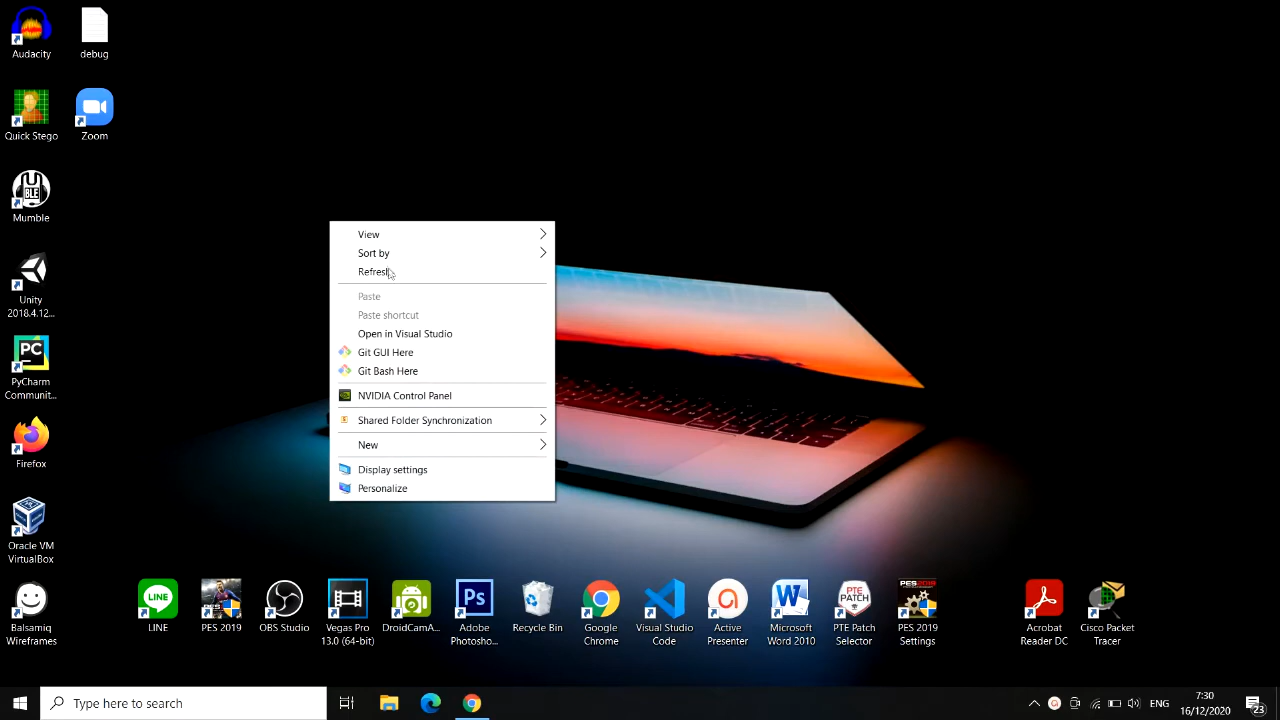 Audacity
debug
Quick Stego
Zoom
Mumble
Unity
2018.4.12...
PyCharm
Communit...
Firefox
Oracle VM
VirtualBox
Balsamiq
Wireframes
View
Sort by
Refresh
Paste
Paste shortcut
Open in Visual Studio
Git GUI Here
Git Bash Here
NVIDIA Control Panel
Shared Folder Synchronization
New
Display settings
Personalize
LINE
PES 2019
OBS Studio
Vegas Pro
13.0 (64-bit)
DroidCamA...
Adobe
Photosho...
Recycle Bin
Google
Chrome
Visual Studio
Code
Active
Presenter
Microsoft
Word 2010
PTE Patch
Selector
PES 2019
Settings
Acrobat
Reader DC
Cisco Packet
Tracer
Type here to search
ENG
7:30
16/12/2020
23